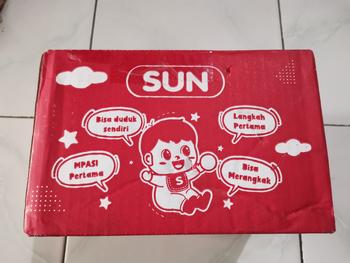 SUN
Bisa duduk
sendiri
Langkah
Pertama
MPASI
Pertama
Bisa
Merangkak
S